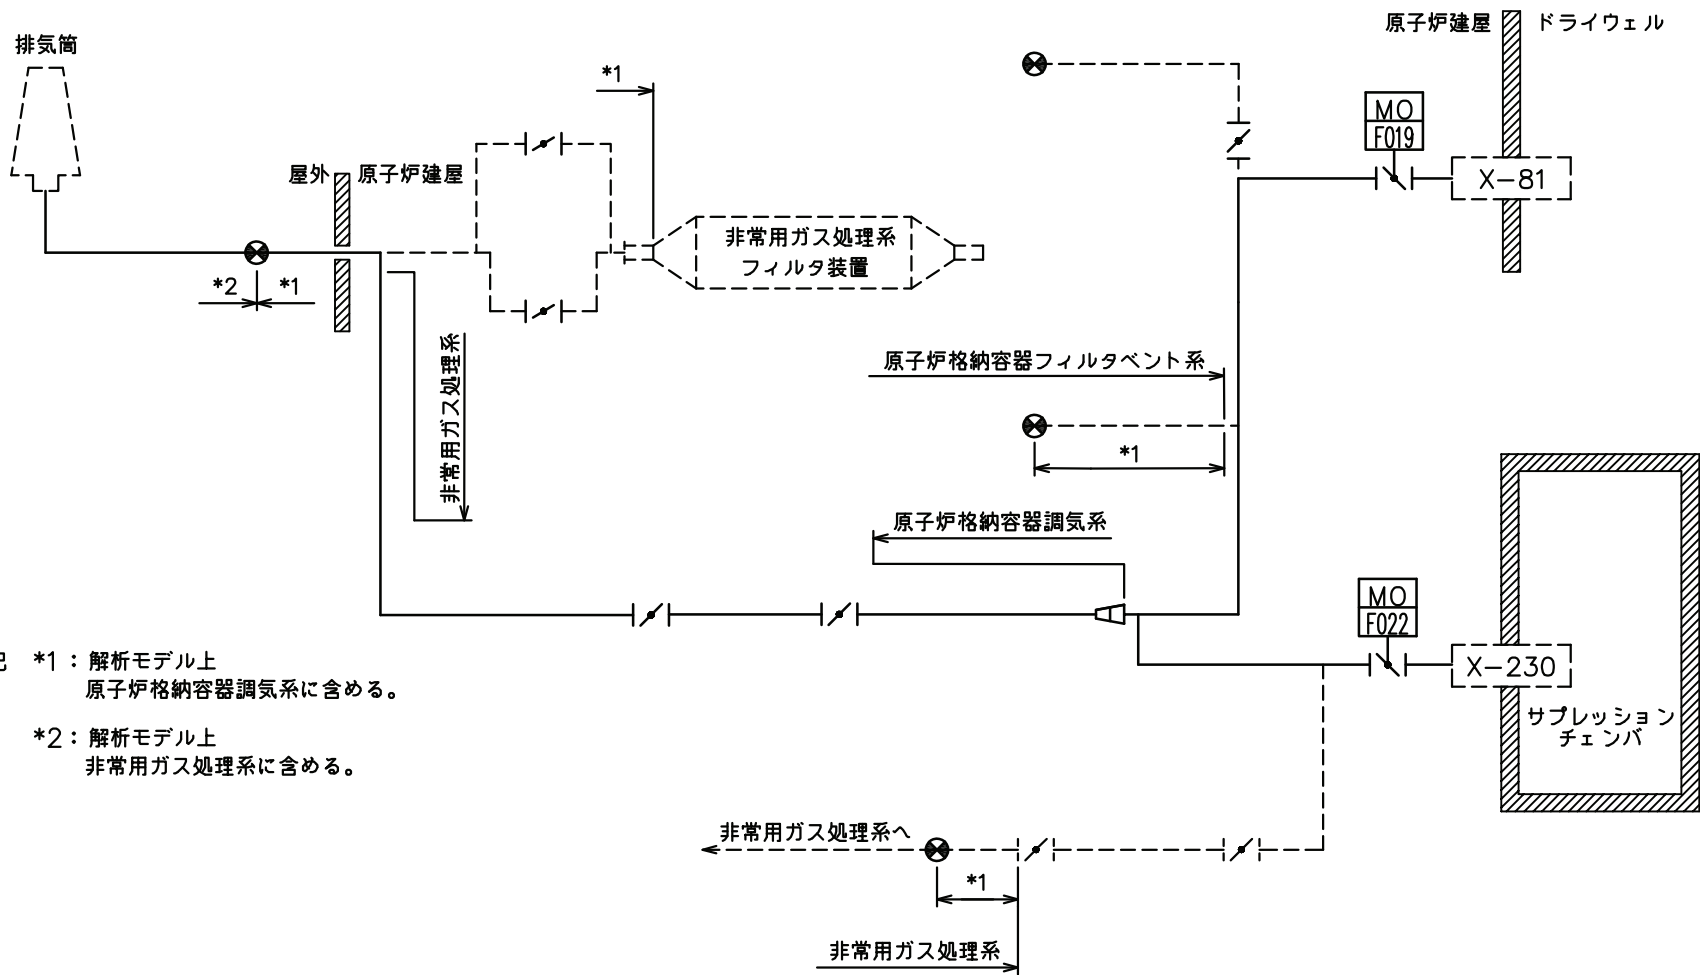 原子炉建屋 ドライウェル
排気筒
*1
MO
F019
屋外 原子炉建屋
X-81
非常用ガス処理系
フィルタ装置
*2 *1
非常用ガス処理系
原子炉格納容器フィルタベント系
*1
原子炉格納容器調気系
MO
F022
X-230
*1：解析モデル上
原子炉格納容器調気系に含める。
サプレッション
チェンバ
*2：解析モデル上
非常用ガス処理系に含める。
非常用ガス処理系へ
*1
非常用ガス処理系